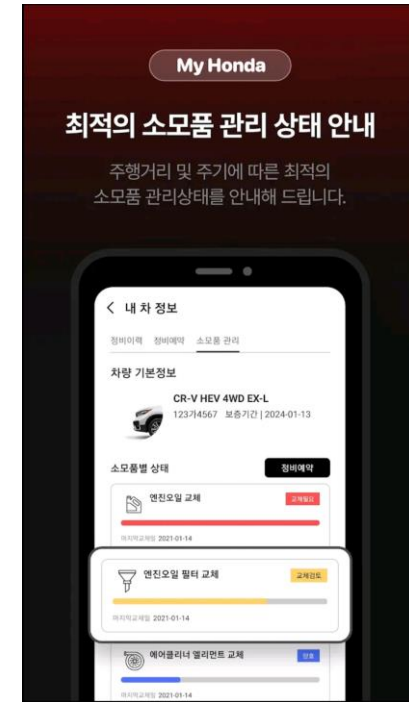 My Honda
최적의 소모품 관리 상태 안내
주행거리 및 주기에 따른 최적의
소모품 관리상태를 안내해 드립니다.
내 차 정보
정비이력 정비예약 소모품 관리
차량 기본정보
CR-V HEV 4WD EX-L
123가4567 보증기간 | 2024-01-13
소모품별 상태 정비예약
엔진오일 교체 교체필요
마지막교체일 2021-01-14
엔진오일 필터 교체 교체검토
마지막교체일 2021-01-14
에어클리너 엘리먼트 교체 양호
마지막교체일 2021-01-14